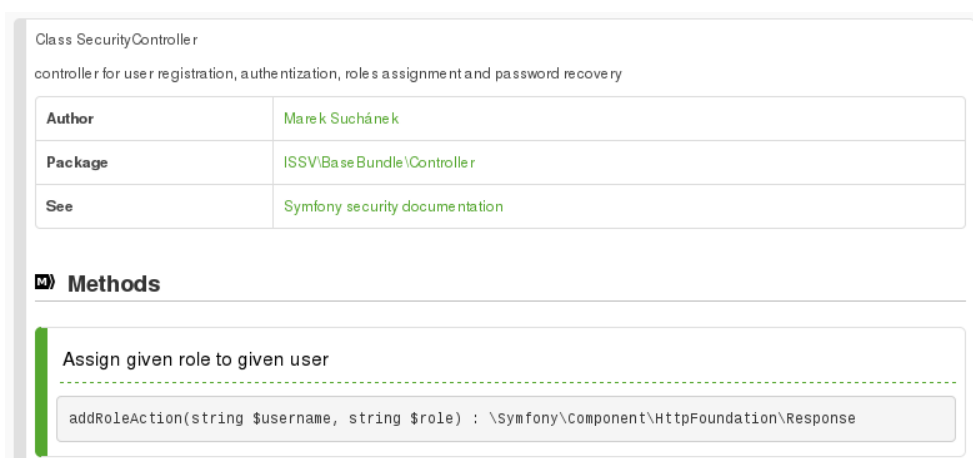 Class SecurityController
controller for user registration, authentization, roles assignment and password recovery
Author Marek Suchánek
Package ISSV\BaseBundle\Controller
See Symfony security documentation
M Methods
Assign given role to given user
addRoleAction(string $username, string $role) : \Symfony\Component\HttpFoundation\Response